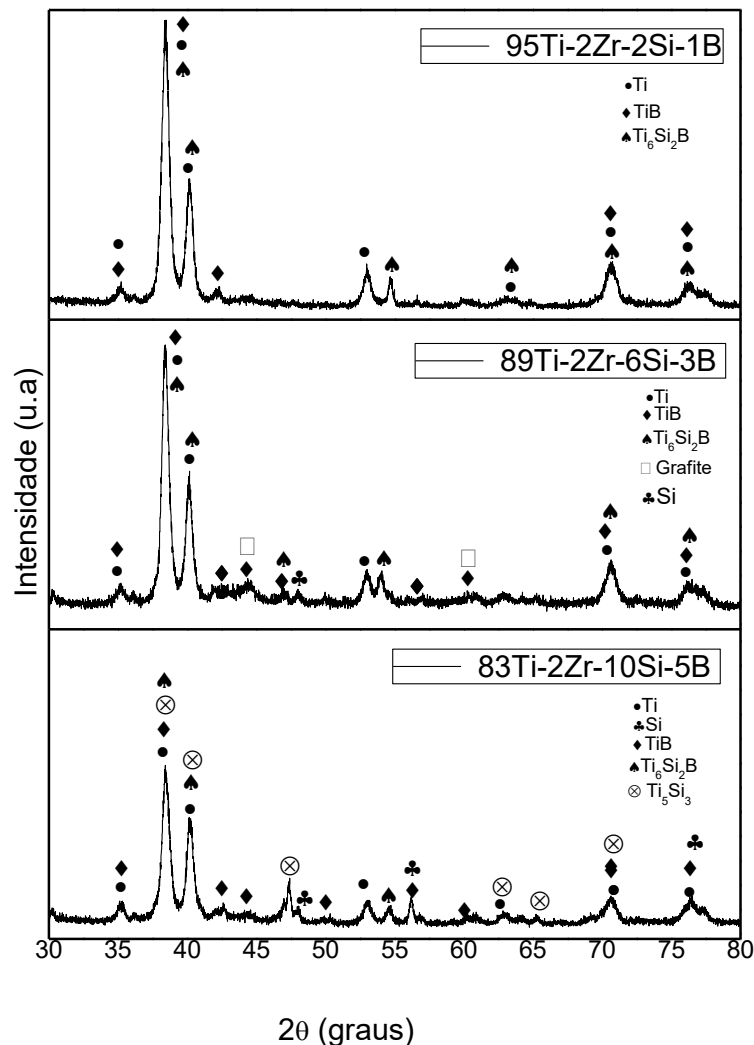 95Ti-2Zr-2Si-1B
●Ti
♦TiB
♠Ti₆Si₂B
89Ti-2Zr-6Si-3B
●Ti
♦TiB
♠Ti₆Si₂B
□ Grafite
♣Si
83Ti-2Zr-10Si-5B
●Ti
♣Si
♦TiB
♠Ti₆Si₂B
⊗ Ti₅Si₃
Intensidade (u.a)
30 35 40 45 50 55 60 65 70 75 80
2θ (graus)